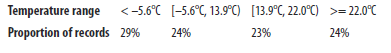 Temperature range < –5.6°C [–5.6°C, 13.9°C) [13.9°C, 22.0°C) >= 22.0°C
Proportion of records 29% 24% 23% 24%